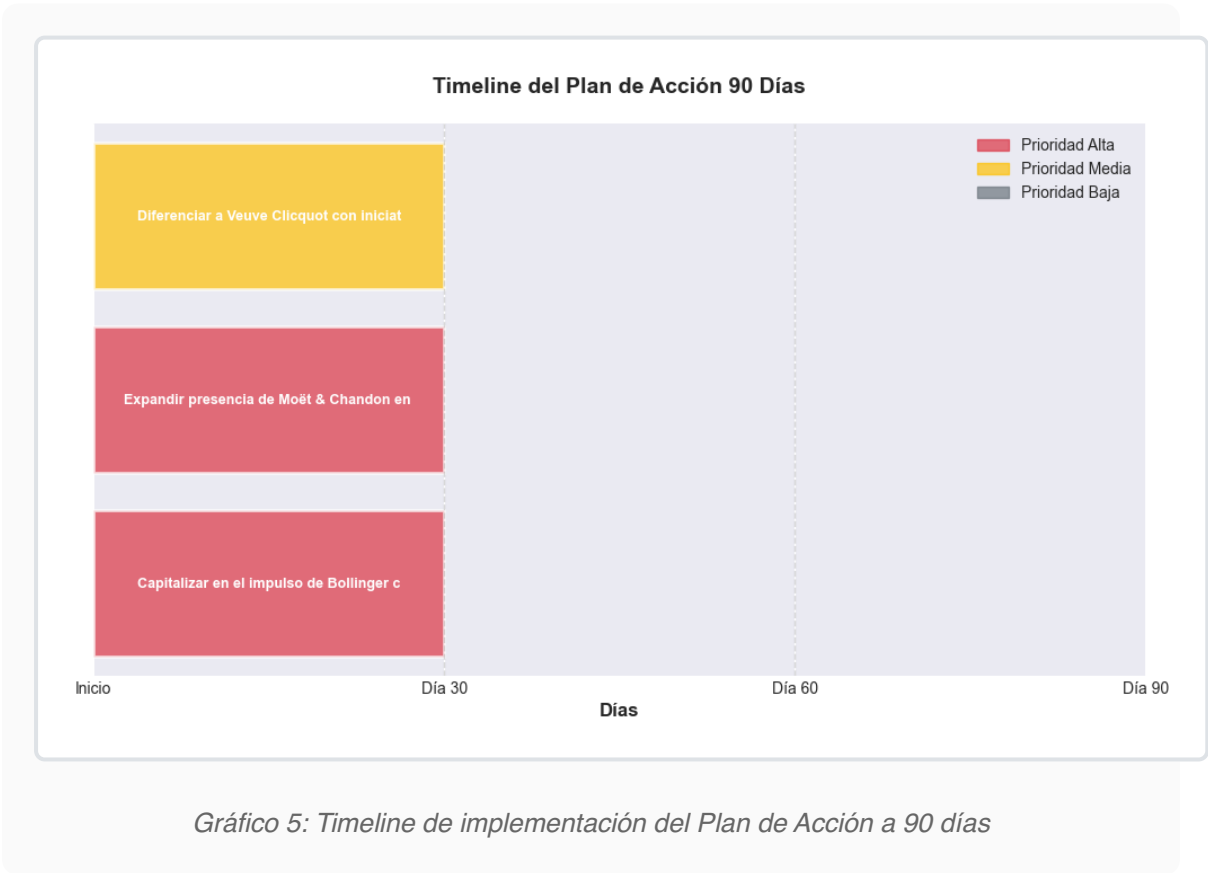 Timeline del Plan de Acción 90 Días
Prioridad Alta
Prioridad Media
Prioridad Baja
Diferenciar a Veuve Clicquot con iniciat
Expandir presencia de Moët & Chandon en
Capitalizar en el impulso de Bollinger c
Inicio
Día 30
Día 60
Día 90
Días
Gráfico 5: Timeline de implementación del Plan de Acción a 90 días